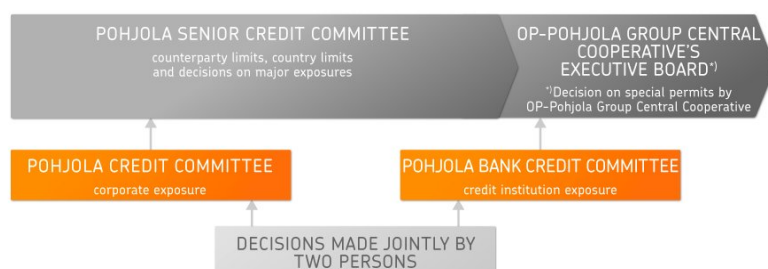 POHJOLA SENIOR CREDIT COMMITTEE
counterparty limits, country limits
and decisions on major exposures
OP-POHJOLA GROUP CENTRAL
COOPERATIVE'S
EXECUTIVE BOARD*)
*)Decision on special permits by
OP-Pohjola Group Central Cooperative
POHJOLA CREDIT COMMITTEE
corporate exposure
POHJOLA BANK CREDIT COMMITTEE
credit institution exposure
DECISIONS MADE JOINTLY BY
TWO PERSONS